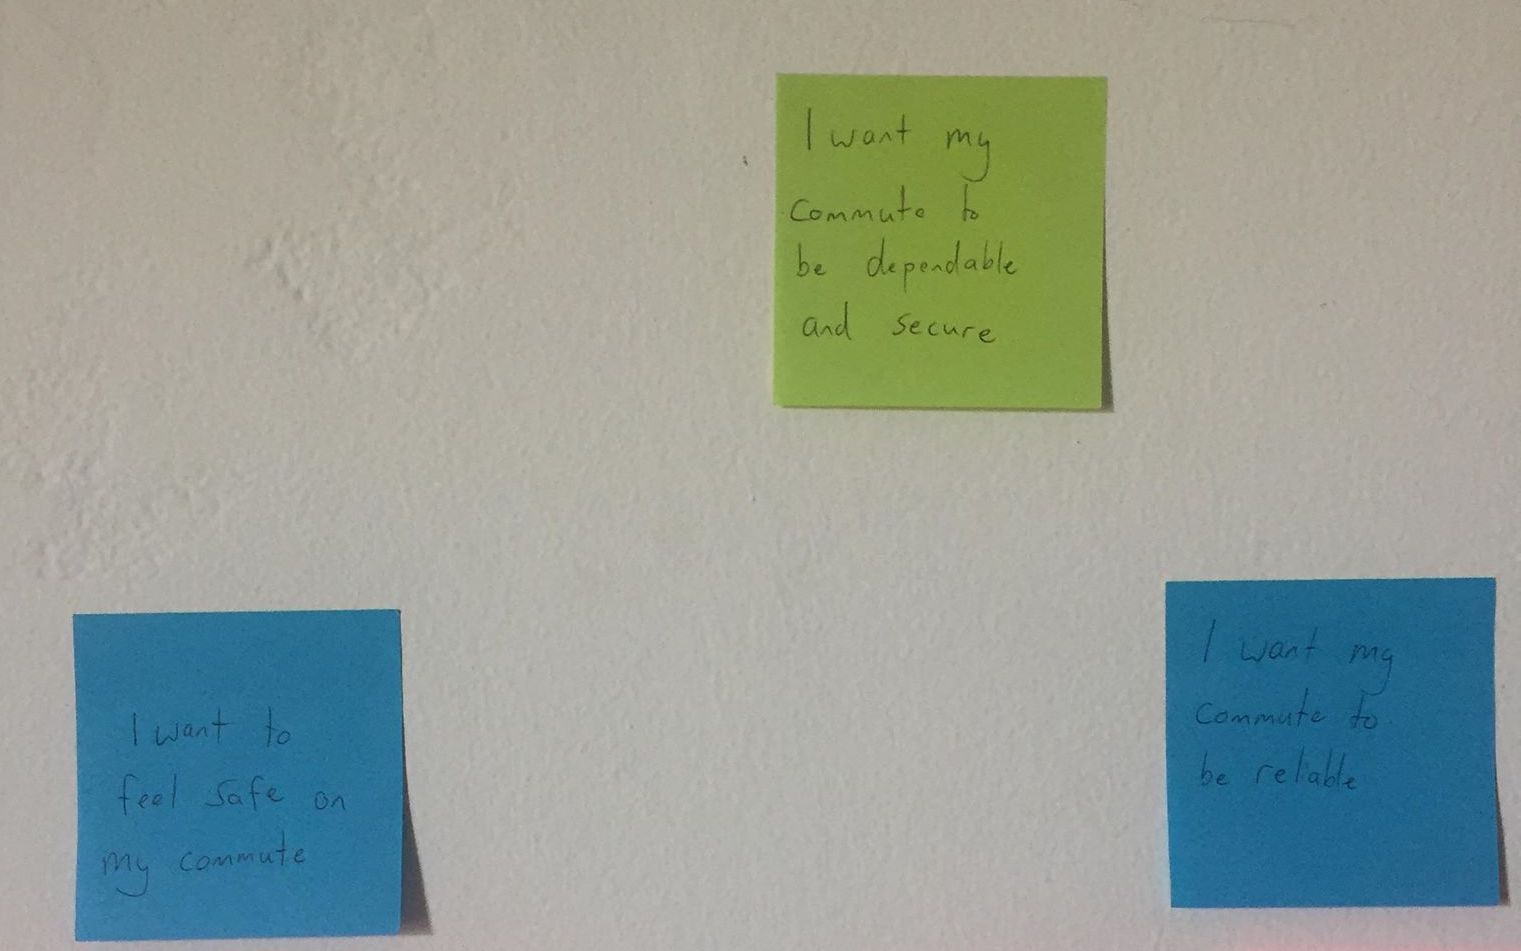 I want my
commute to
be dependable
and secure
I want to
feel safe on
my commute
I want my
commute to
be reliable